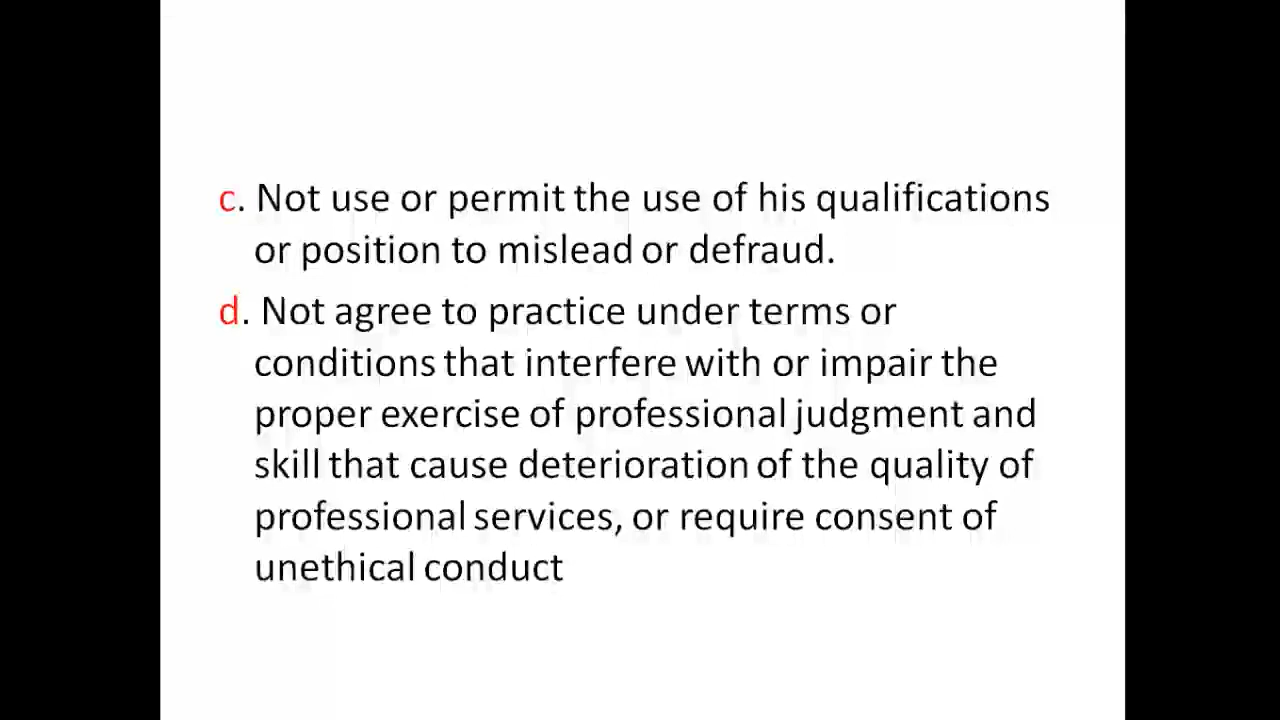 c. Not use or permit the use of his qualifications
or position to mislead or defraud.
d. Not agree to practice under terms or
conditions that interfere with or impair the
proper exercise of professional judgment and
skill that cause deterioration of the quality of
professional services, or require consent of
unethical conduct